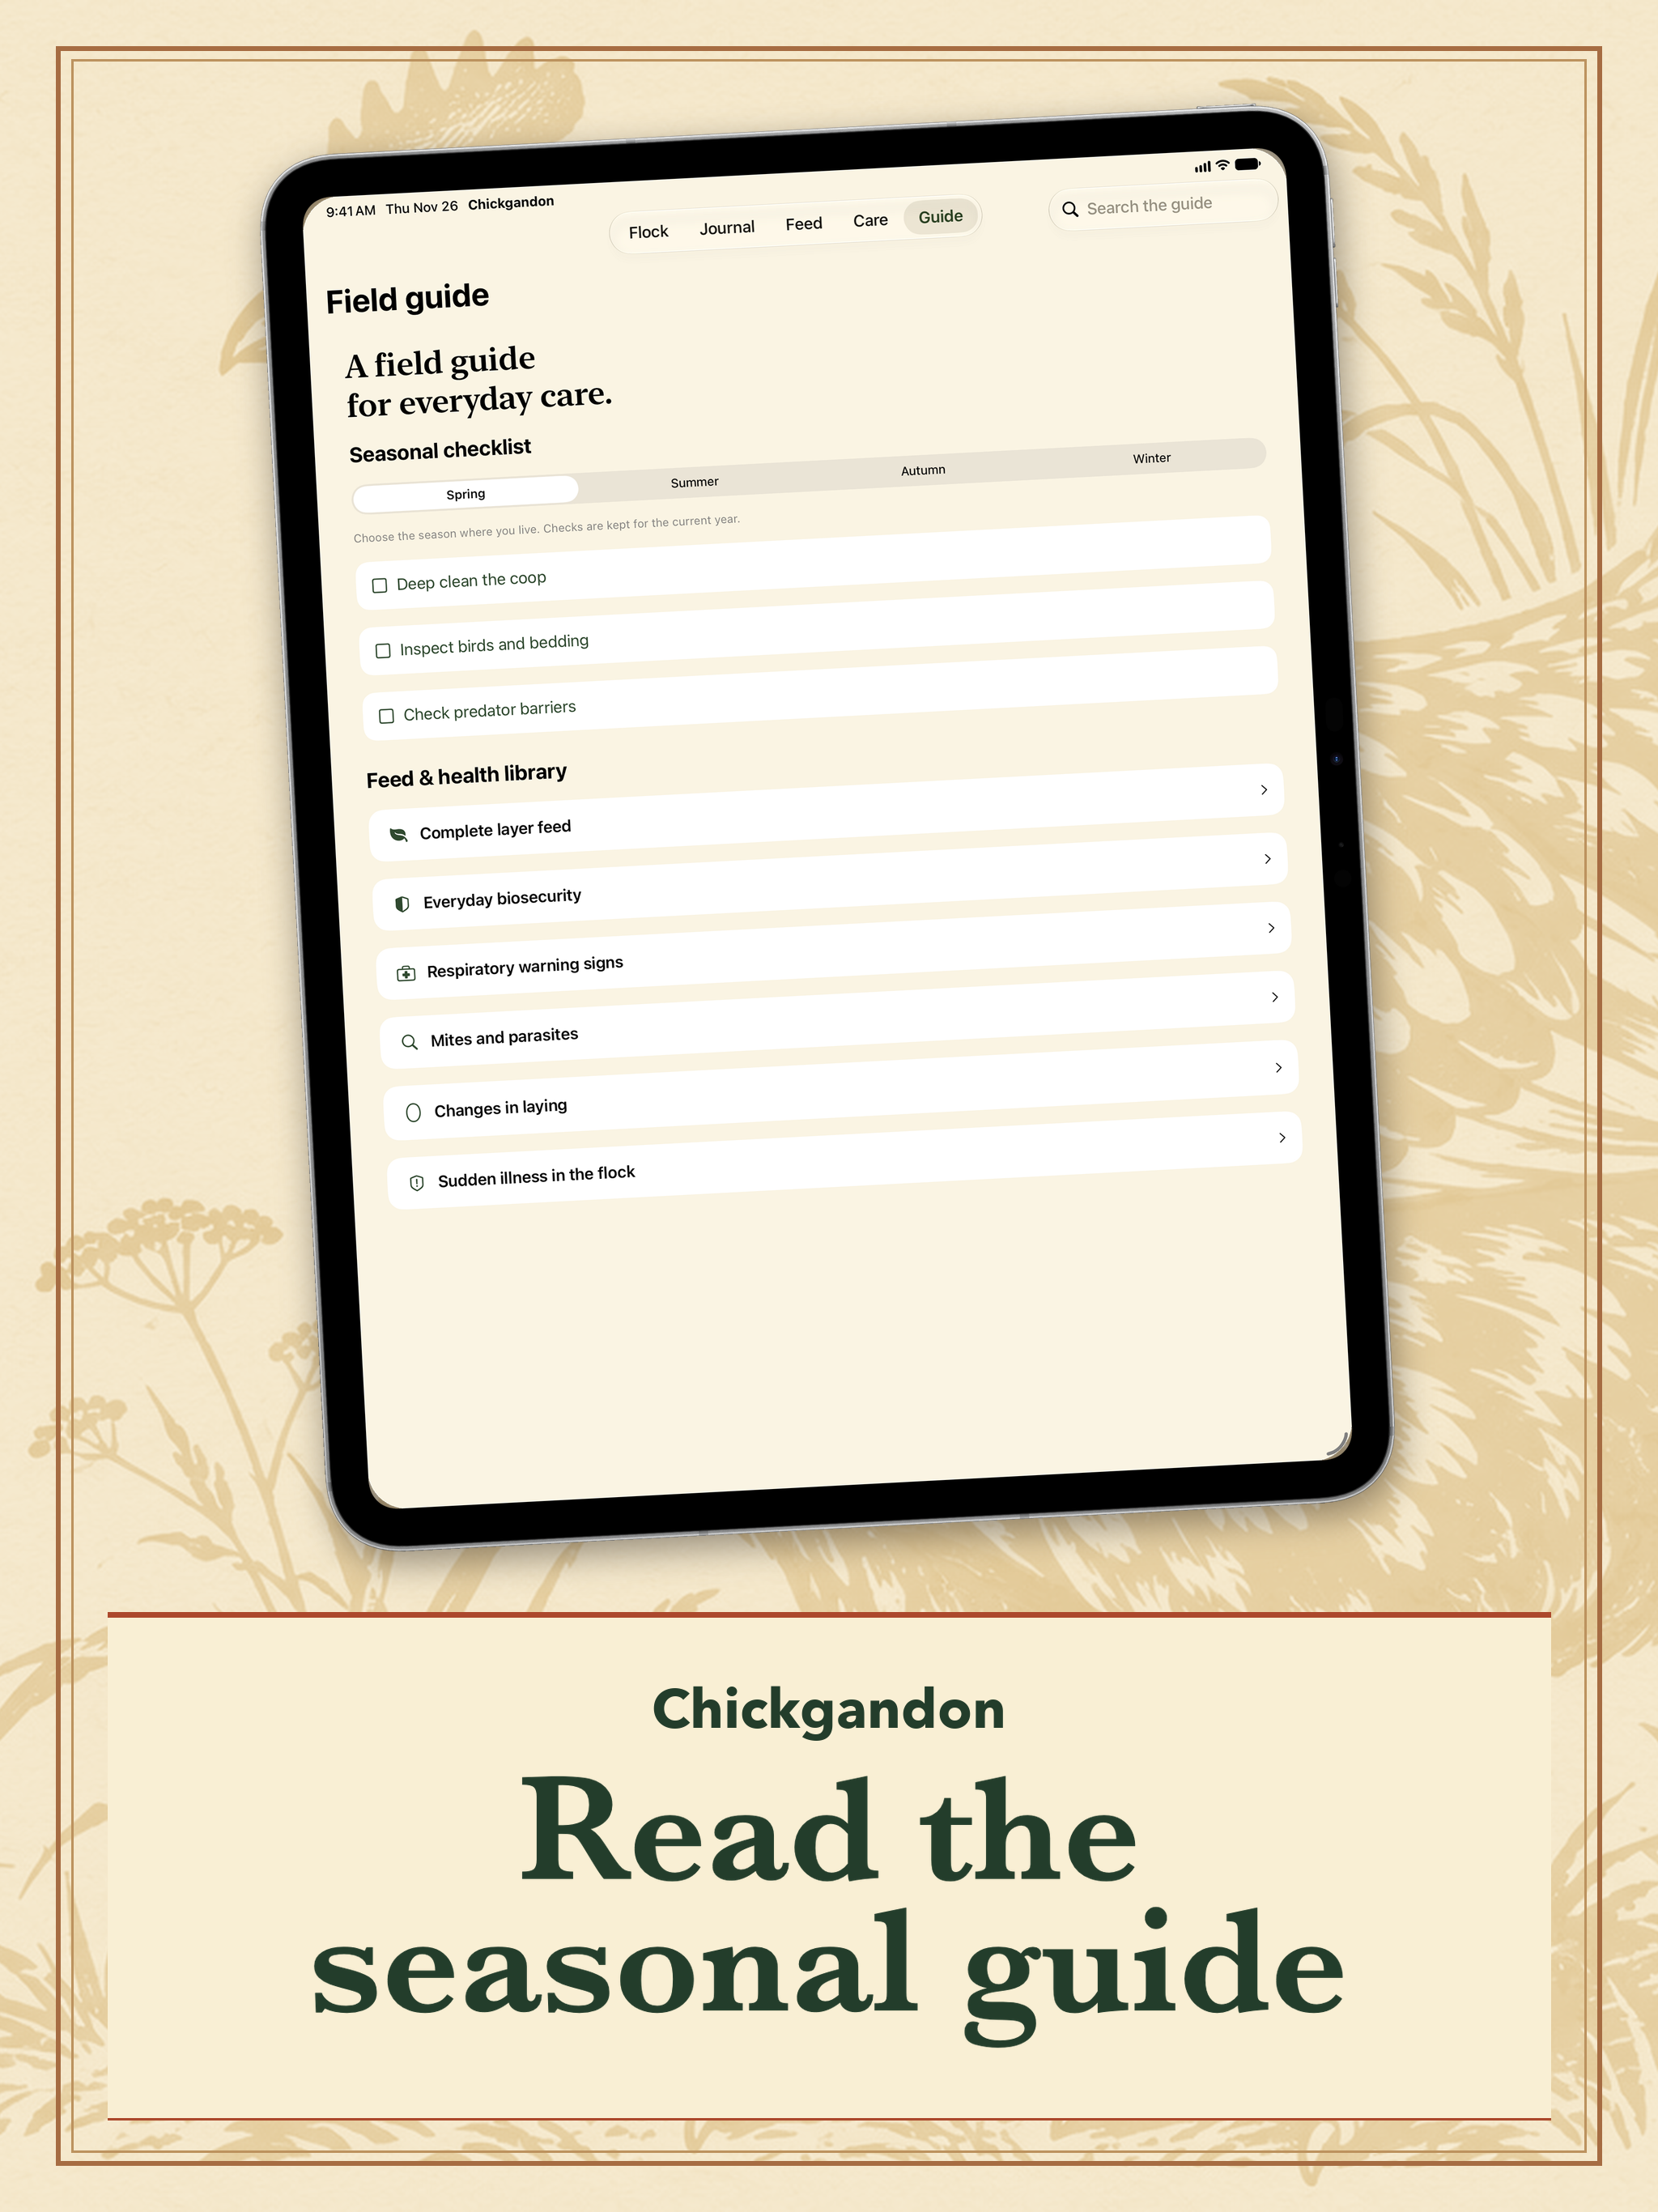 9:41 AM Thu Nov 26 Chickgandon
Flock Journal Feed Care Guide
Search the guide
Field guide
A field guide
for everyday care.
Seasonal checklist
Spring Summer Autumn Winter
Choose the season where you live. Checks are kept for the current year.
Deep clean the coop
Inspect birds and bedding
Check predator barriers
Feed & health library
Complete layer feed
Everyday biosecurity
Respiratory warning signs
Mites and parasites
Changes in laying
Sudden illness in the flock
Chickgandon
Read the
seasonal guide